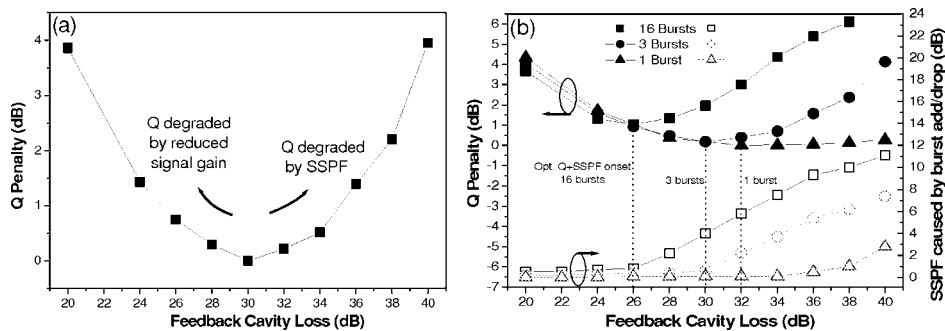 (a)
4
3
2
1
0
Q Penalty (dB)
Q degraded
by reduced
signal gain
Q degraded
by SSPF
20 22 24 26 28 30 32 34 36 38 40
Feedback Cavity Loss (dB)
(b)
6
5
4
3
2
1
0
-1
-2
-3
-4
-5
-6
-7
Q Penalty (dB)
16 Bursts
3 Bursts
1 Burst
Opt. Q+SSPF onset
16 bursts
3 bursts
1 burst
24
22
20
18
16
14
12
10
8
6
4
2
0
SSPF caused by burst add/drop (dB)
20 22 24 26 28 30 32 34 36 38 40
Feedback Cavity Loss (dB)